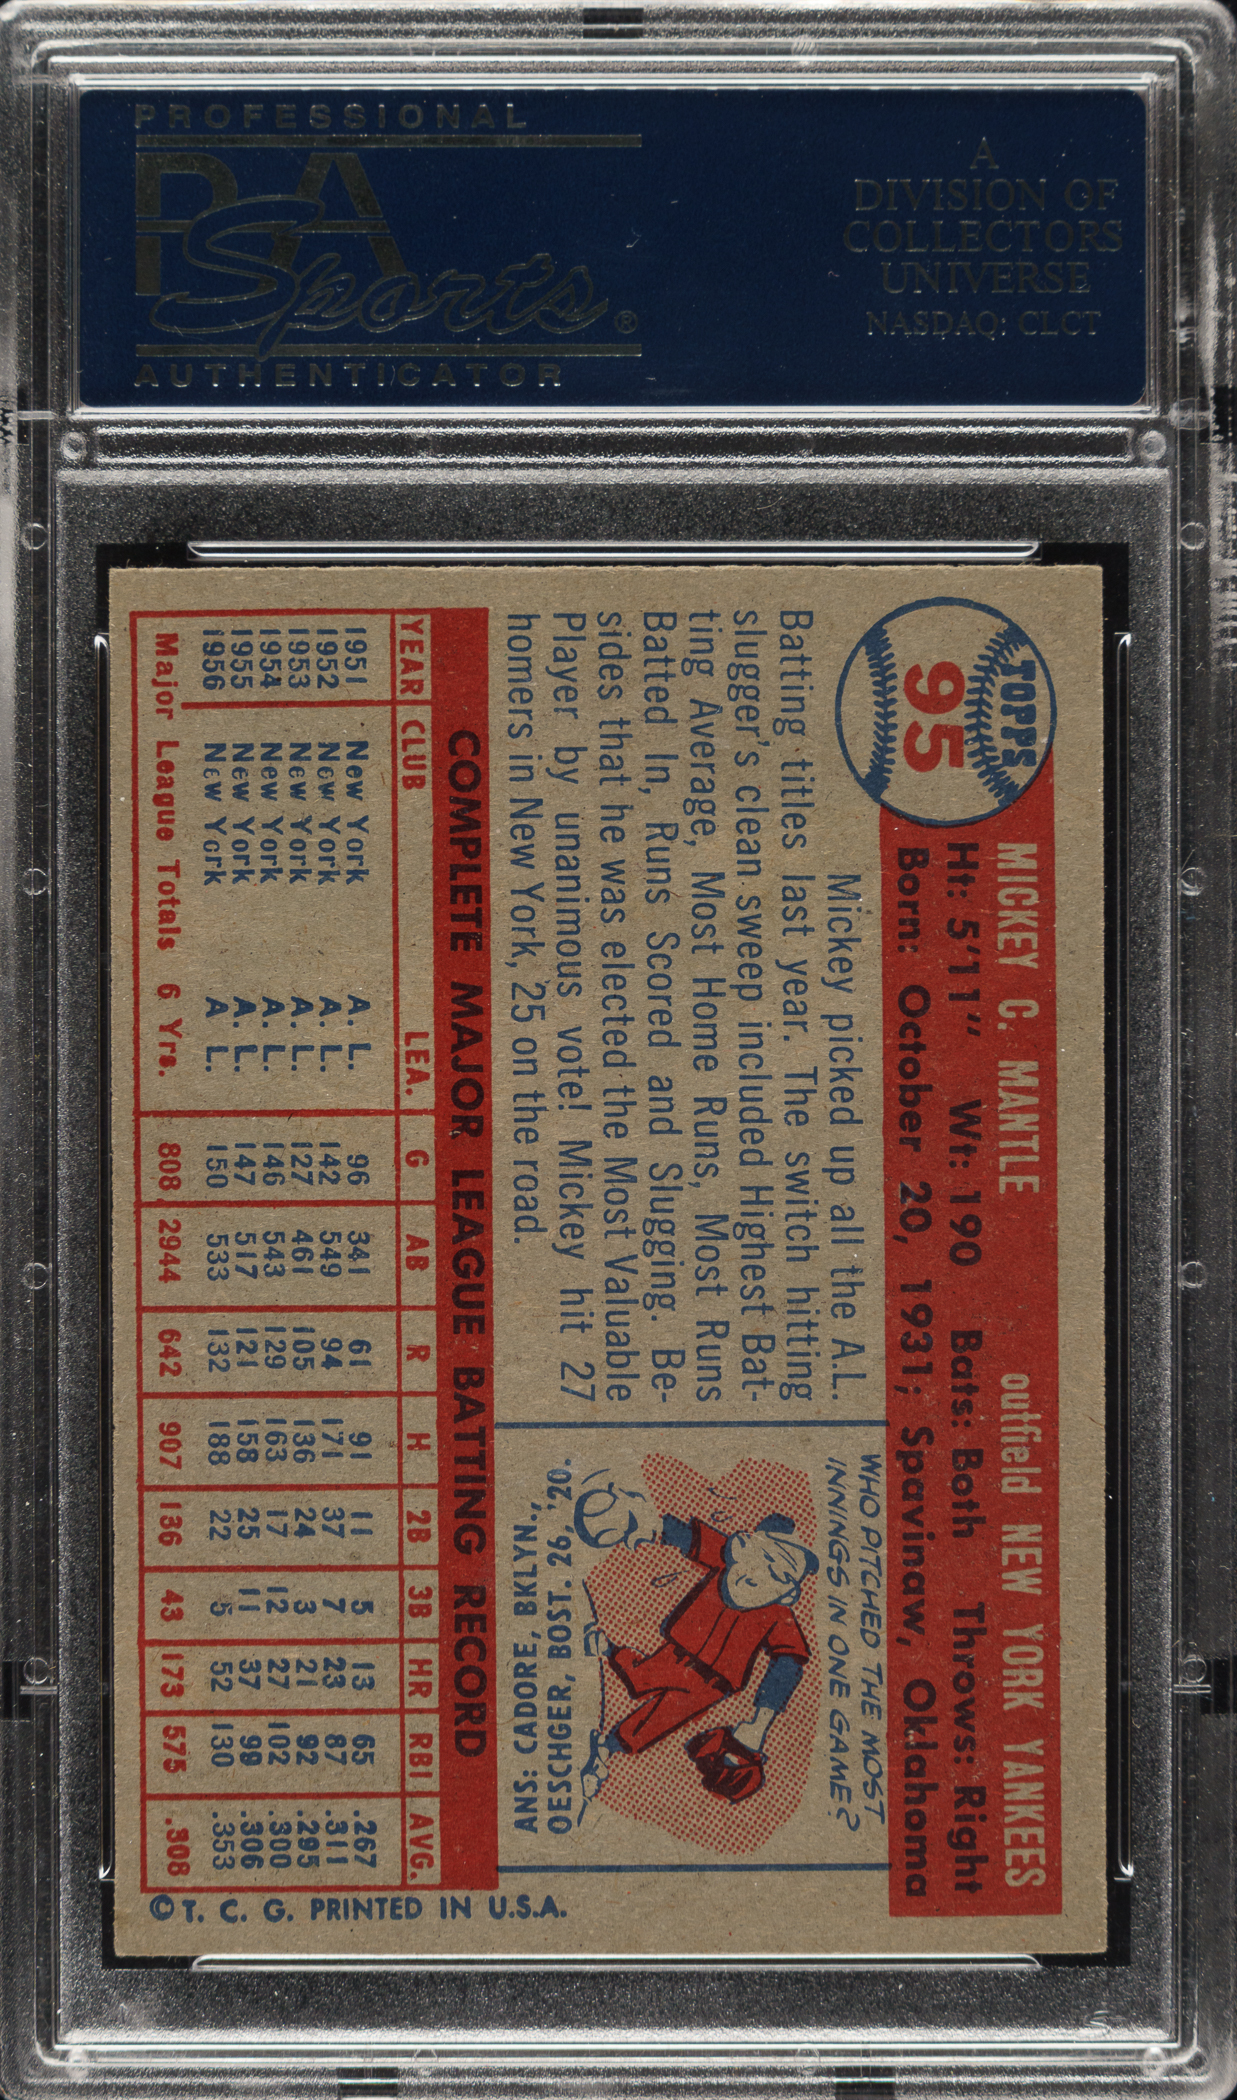 PROFESSIONAL
PSA
Sports®
AUTHENTICATOR
A
DIVISION OF
COLLECTORS
UNIVERSE
NASDAQ: CLCT
TOPPS
95
MICKEY C. MANTLE outfield NEW YORK YANKEES
Ht: 5'11" Wt: 190 Bats: Both Throws: Right
Born: October 20, 1931; Spavinaw, Oklahoma
Mickey picked up all the A.L.
Batting titles last year. The switch hitting
slugger's clean sweep included Highest Bat-
ting Average, Most Home Runs, Most Runs
Batted In, Runs Scored and Slugging. Be-
sides that he was elected the Most Valuable
Player by unanimous vote! Mickey hit 27
homers in New York, 25 on the road.
WHO PITCHED THE MOST
INNINGS IN ONE GAME?
ANS: CADORE, BKLYN.,
OESCHGER, BOST. 26, '20.
COMPLETE MAJOR LEAGUE BATTING RECORD
YEAR CLUB LEA. G AB R H 2B 3B HR RBI AVG.
1951 New York A. L. 96 341 61 91 11 5 13 65 .267
1952 New York A. L. 142 549 94 171 37 7 23 87 .311
1953 New York A. L. 127 461 105 136 24 3 21 92 .295
1954 New York A. L. 146 543 129 163 17 12 27 102 .300
1955 New York A. L. 147 517 121 158 25 11 37 99 .306
1956 New York A. L. 150 533 132 188 22 5 52 130 .353
Major League Totals 6 Yrs. 808 2944 642 907 136 43 173 575 .308
© T. C. G. PRINTED IN U.S.A.